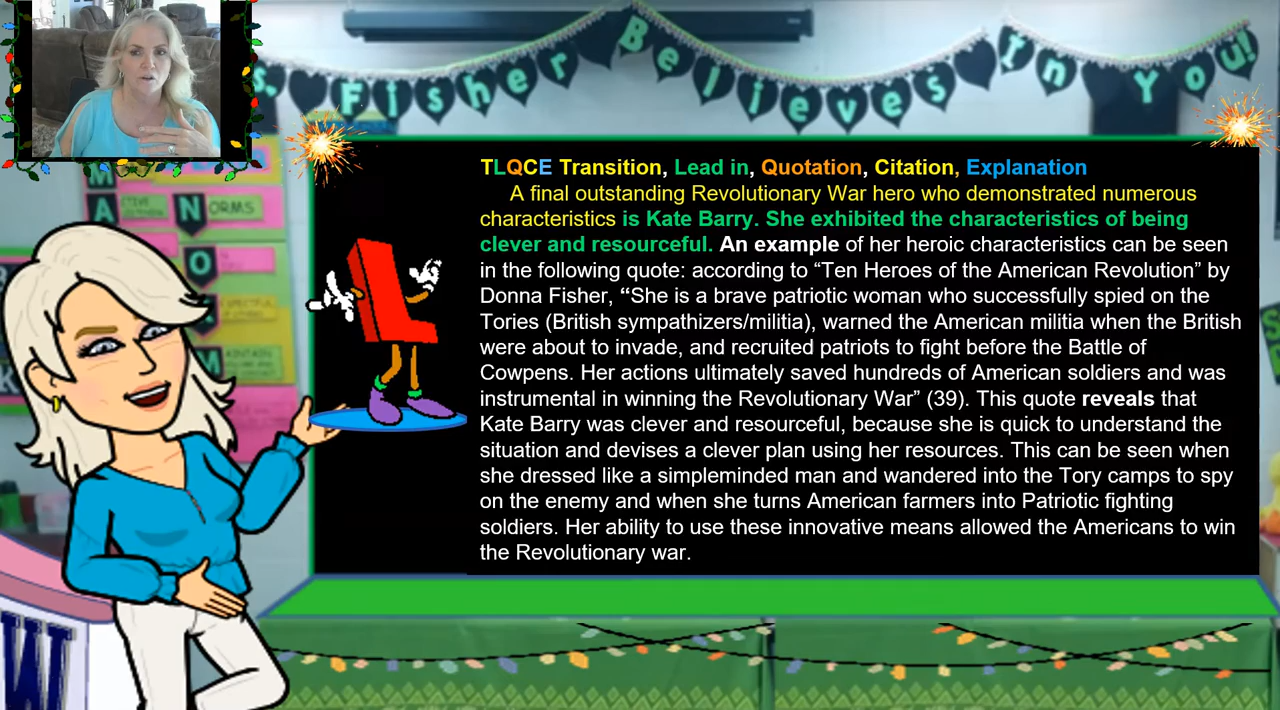 s. Fisher Believes In You!
M
A
NORMS
N
O
M
TLQCE Transition, Lead in, Quotation, Citation, Explanation
A final outstanding Revolutionary War hero who demonstrated numerous
characteristics is Kate Barry. She exhibited the characteristics of being
clever and resourceful. An example of her heroic characteristics can be seen
in the following quote: according to “Ten Heroes of the American Revolution” by
Donna Fisher, “She is a brave patriotic woman who successfully spied on the
Tories (British sympathizers/militia), warned the American militia when the British
were about to invade, and recruited patriots to fight before the Battle of
Cowpens. Her actions ultimately saved hundreds of American soldiers and was
instrumental in winning the Revolutionary War” (39). This quote reveals that
Kate Barry was clever and resourceful, because she is quick to understand the
situation and devises a clever plan using her resources. This can be seen when
she dressed like a simpleminded man and wandered into the Tory camps to spy
on the enemy and when she turns American farmers into Patriotic fighting
soldiers. Her ability to use these innovative means allowed the Americans to win
the Revolutionary war.
W